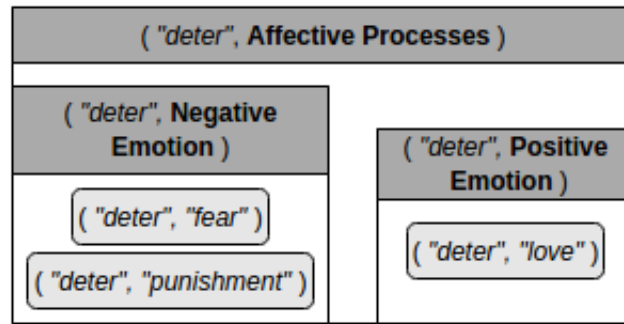 ( "deter", Affective Processes )
( "deter", Negative
Emotion )
( "deter", "fear" )
( "deter", "punishment" )
( "deter", Positive
Emotion )
( "deter", "love" )